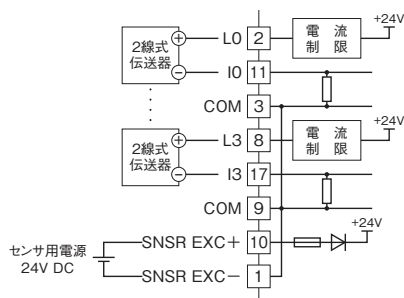 +24V
2線式
伝送器
+
L0
2
電流
制限
−
I0
11
COM
3
+24V
2線式
伝送器
+
L3
8
電流
制限
−
I3
17
COM
9
+24V
センサ用電源
24V DC
SNSR EXC+
10
SNSR EXC−
1